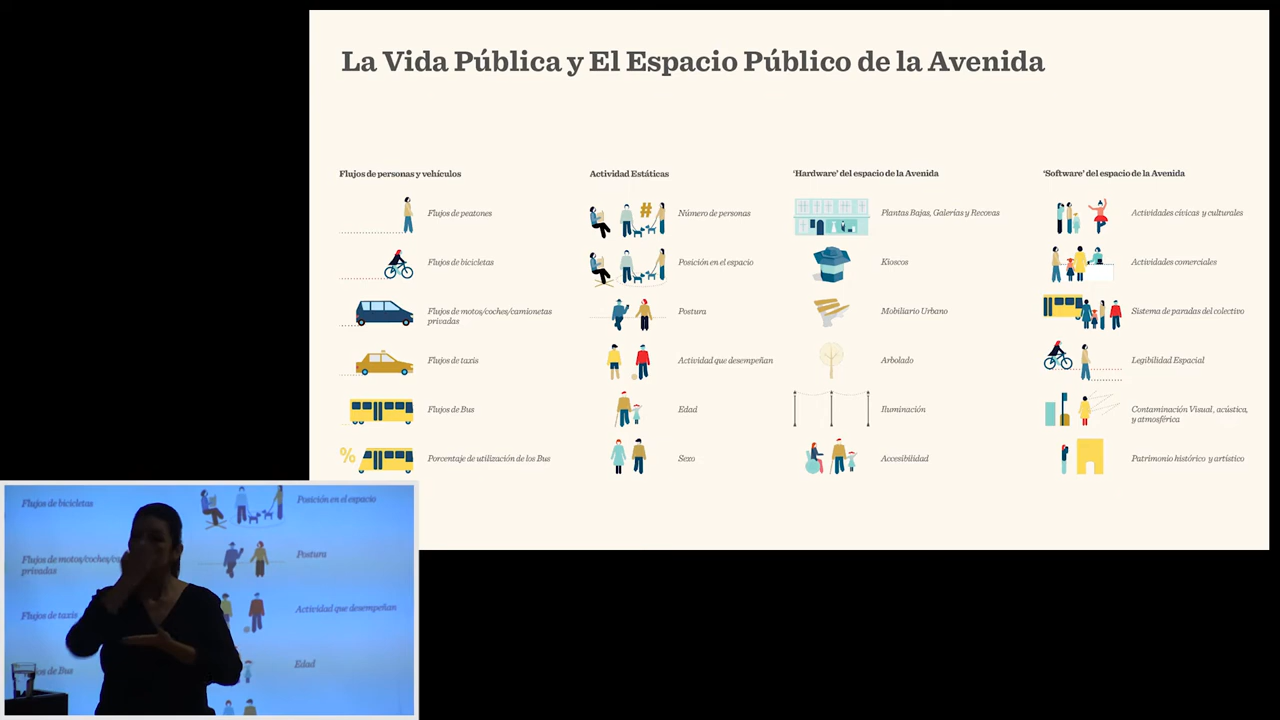 La Vida Pública y El Espacio Público de la Avenida
Flujos de personas y vehículos
Flujos de peatones
Flujos de bicicletas
Flujos de motos/coches/camionetas
privadas
Flujos de taxis
Flujos de Bus
%
Porcentaje de utilización de los Bus
Actividad Estáticas
#
Número de personas
Posición en el espacio
Postura
Actividad que desempeñan
Edad
Sexo
‘Hardware’ del espacio de la Avenida
Plantas Bajas, Galerías y Recovas
Kioscos
Mobiliario Urbano
Arbolado
Iluminación
Accesibilidad
‘Software’ del espacio de la Avenida
Actividades cívicas y culturales
Actividades comerciales
Sistema de paradas del colectivo
Legibilidad Espacial
Contaminación Visual, acústica,
y atmosférica
Patrimonio histórico y artístico
Flujos de bicicletas
Flujos de motos/coches/co
privadas
Flujos de taxis
os de Bus
Posición en el espacio
Postura
Actividad que desempeñan
Edad